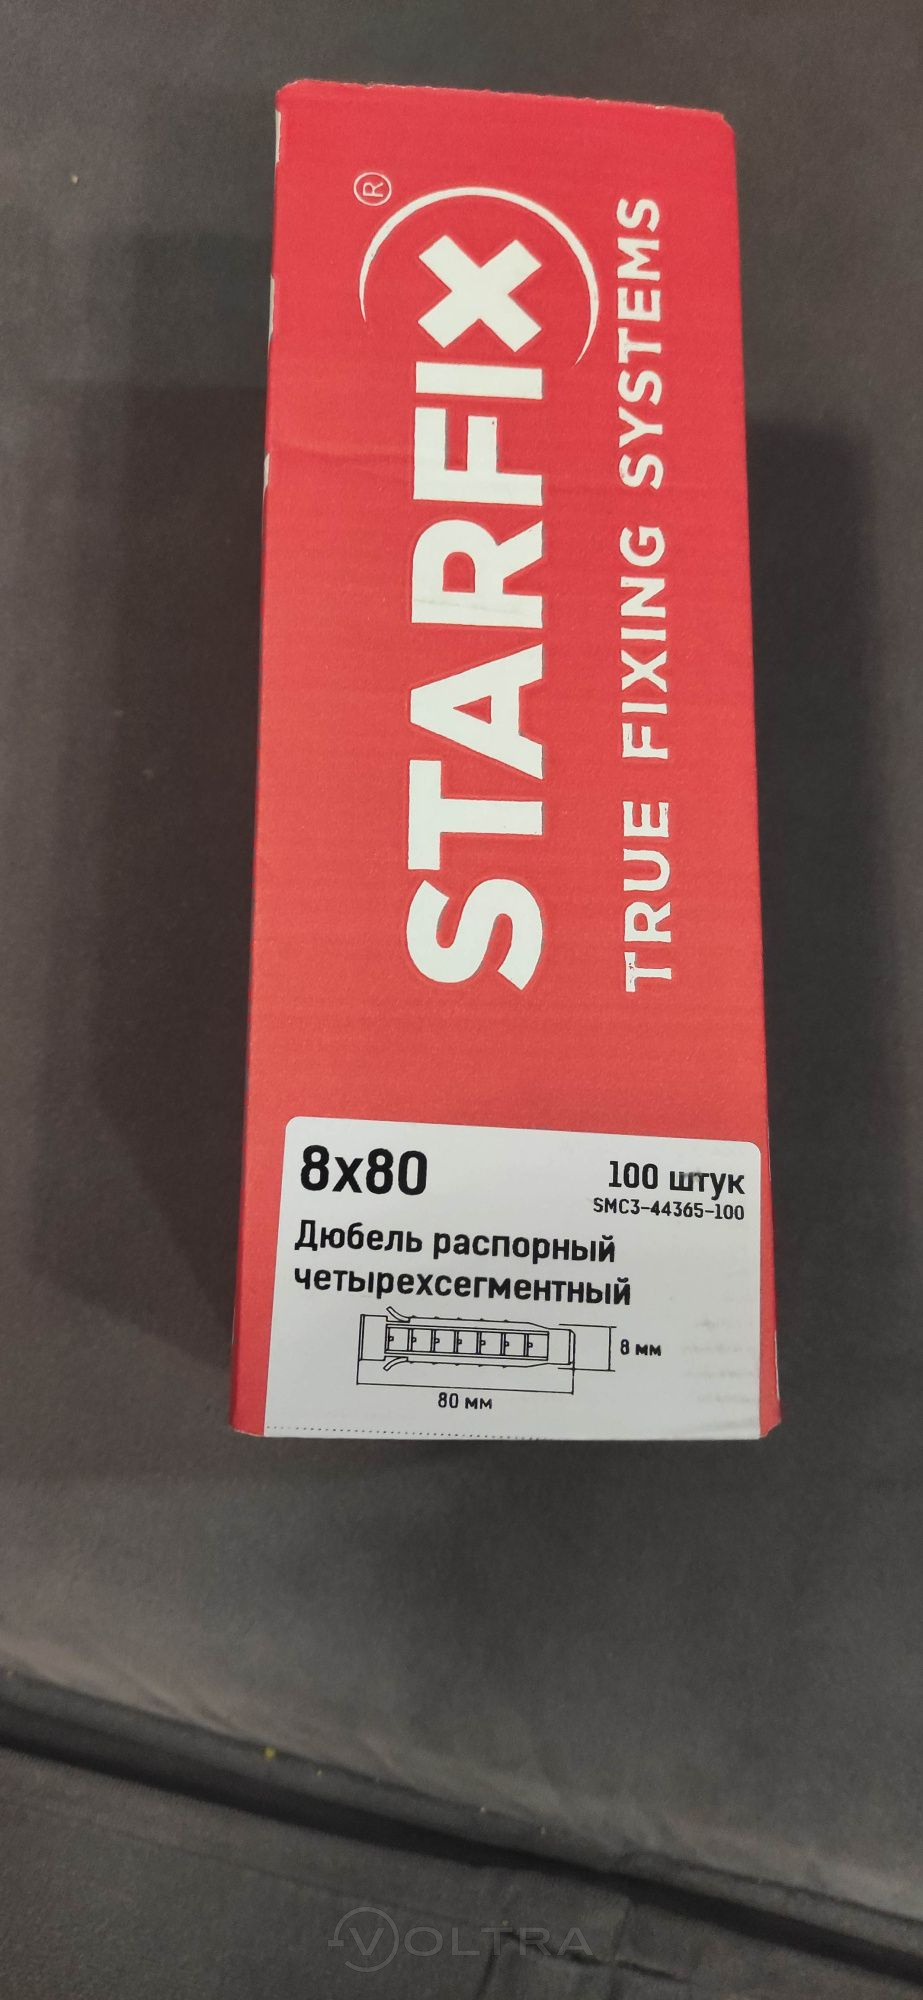 STARFIX®
TRUE FIXING SYSTEMS
8x80
100 штук
SMC3-44365-100
Дюбель распорный
четырехсегментный
8 мм
80 мм
VOLTRA